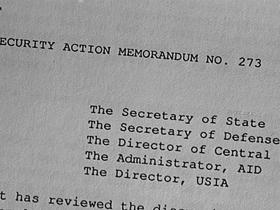 ECURITY ACTION MEMORANDUM NO. 273
The Secretary of State
The Secretary of Defense
The Director of Central
The Administrator, AID
The Director, USIA
t has reviewed the